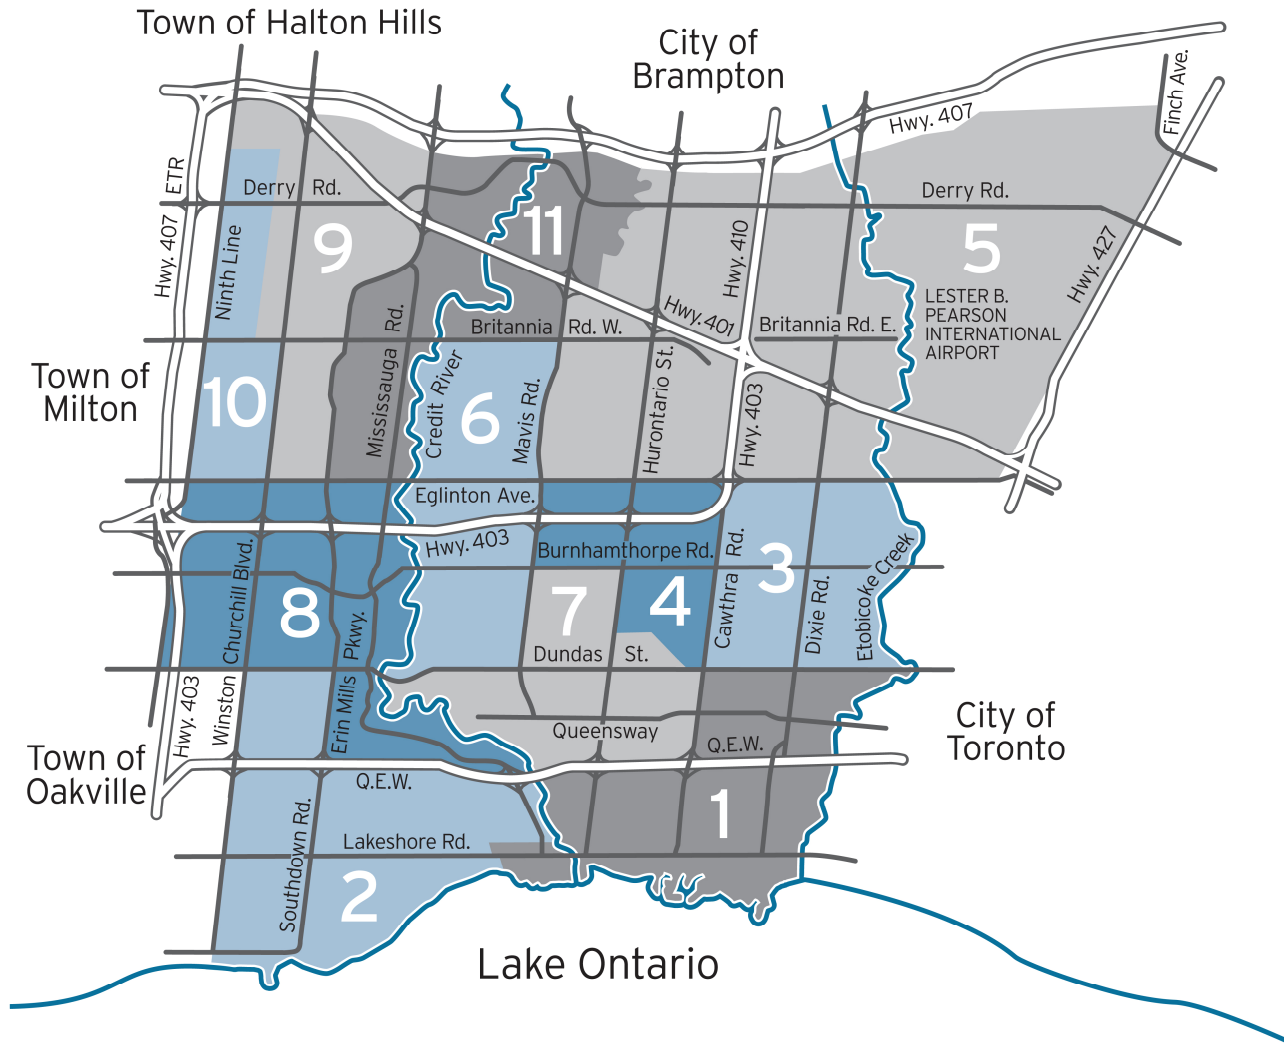 Town of Halton Hills
City of
Brampton
Finch Ave.
Hwy. 407
Derry Rd.
Derry Rd.
ETR
Hwy. 407
Ninth Line
9
11
5
Hwy. 410
Hwy. 427
LESTER B.
PEARSON
INTERNATIONAL
AIRPORT
Hwy.401
Britannia Rd. W.
Britannia Rd. E.
Mississauga Rd.
Credit River
Mavis Rd.
Hurontario St.
Hwy. 403
Town of
Milton
10
6
Eglinton Ave.
Hwy. 403
Burnhamthorpe Rd.
Cawthra Rd.
3
Dixie Rd.
Etobicoke Creek
Winston Churchill Blvd.
8
Erin Mills Pkwy.
7
4
Dundas St.
Hwy. 403
Queensway
Q.E.W.
City of
Toronto
Town of
Oakville
Q.E.W.
Southdown Rd.
Lakeshore Rd.
1
2
Lake Ontario